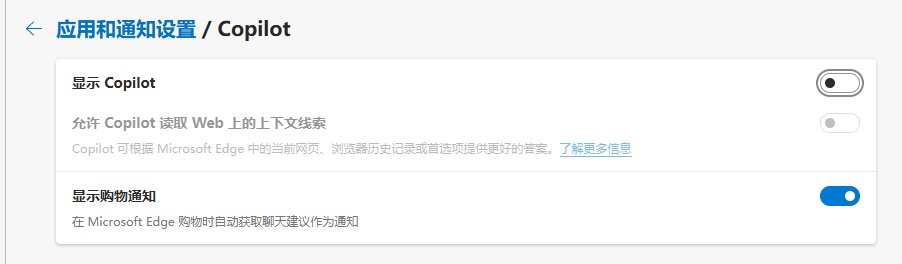 应用和通知设置 / Copilot
显示 Copilot
允许 Copilot 读取 Web 上的上下文线索
Copilot 可根据 Microsoft Edge 中的当前网页、浏览器历史记录或首选项提供更好的答案。了解更多信息
显示购物通知
在 Microsoft Edge 购物时自动获取聊天建议作为通知